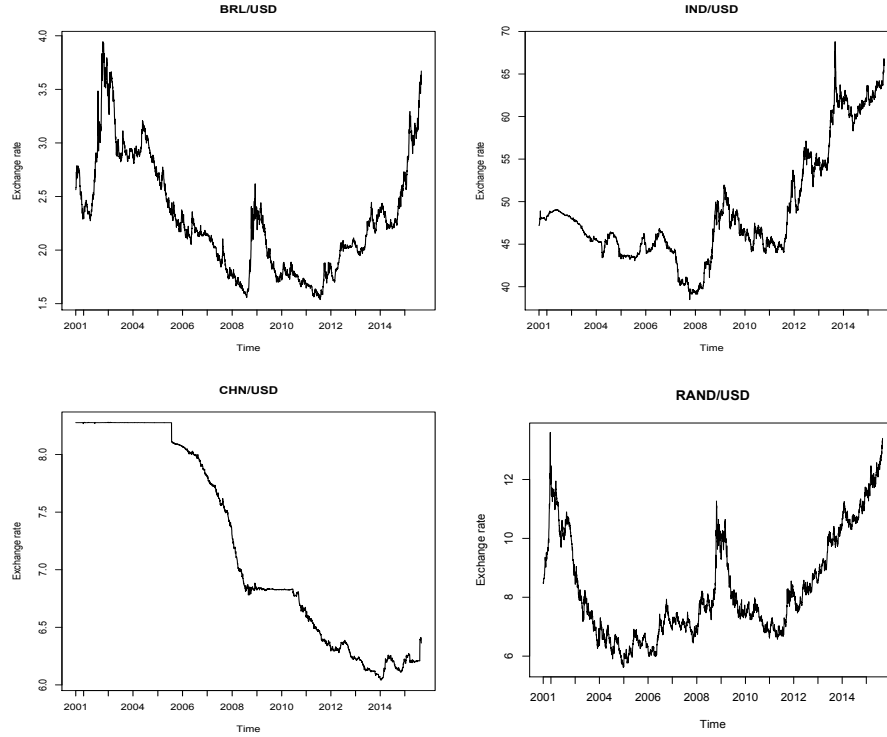 BRL/USD
Exchange rate
4.0
3.5
3.0
2.5
2.0
1.5
2001 2004 2006 2008 2010 2012 2014
Time
IND/USD
Exchange rate
70
65
60
55
50
45
40
2001 2004 2006 2008 2010 2012 2014
Time
CHN/USD
Exchange rate
8.0
7.5
7.0
6.5
6.0
2001 2004 2006 2008 2010 2012 2014
Time
RAND/USD
Exchange rate
12
10
8
6
2001 2004 2006 2008 2010 2012 2014
Time